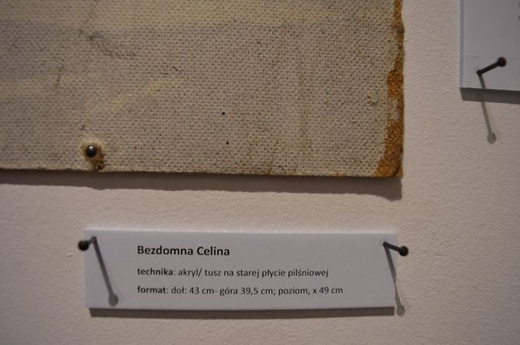 Bezdomna Celina
technika: akryl/ tusz na starej płycie pilśniowej
format: doł: 43 cm- góra 39,5 cm; poziom, x 49 cm